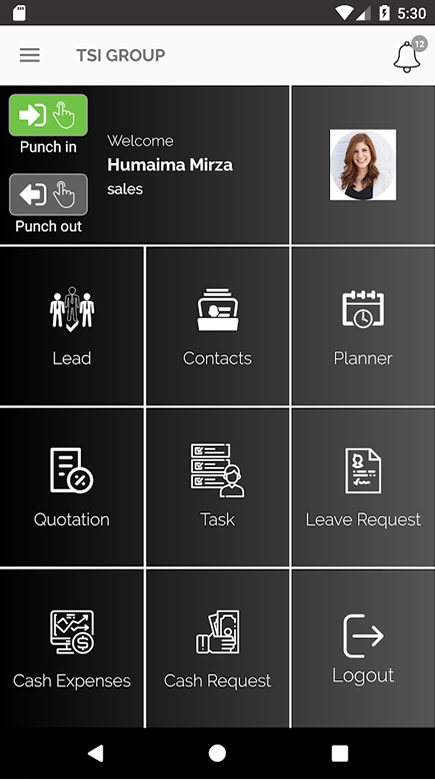 5:30
TSI GROUP
12
Punch in
Welcome
Humaima Mirza
sales
Punch out
Lead
Contacts
Planner
Quotation
Task
Leave Request
Cash Expenses
Cash Request
Logout